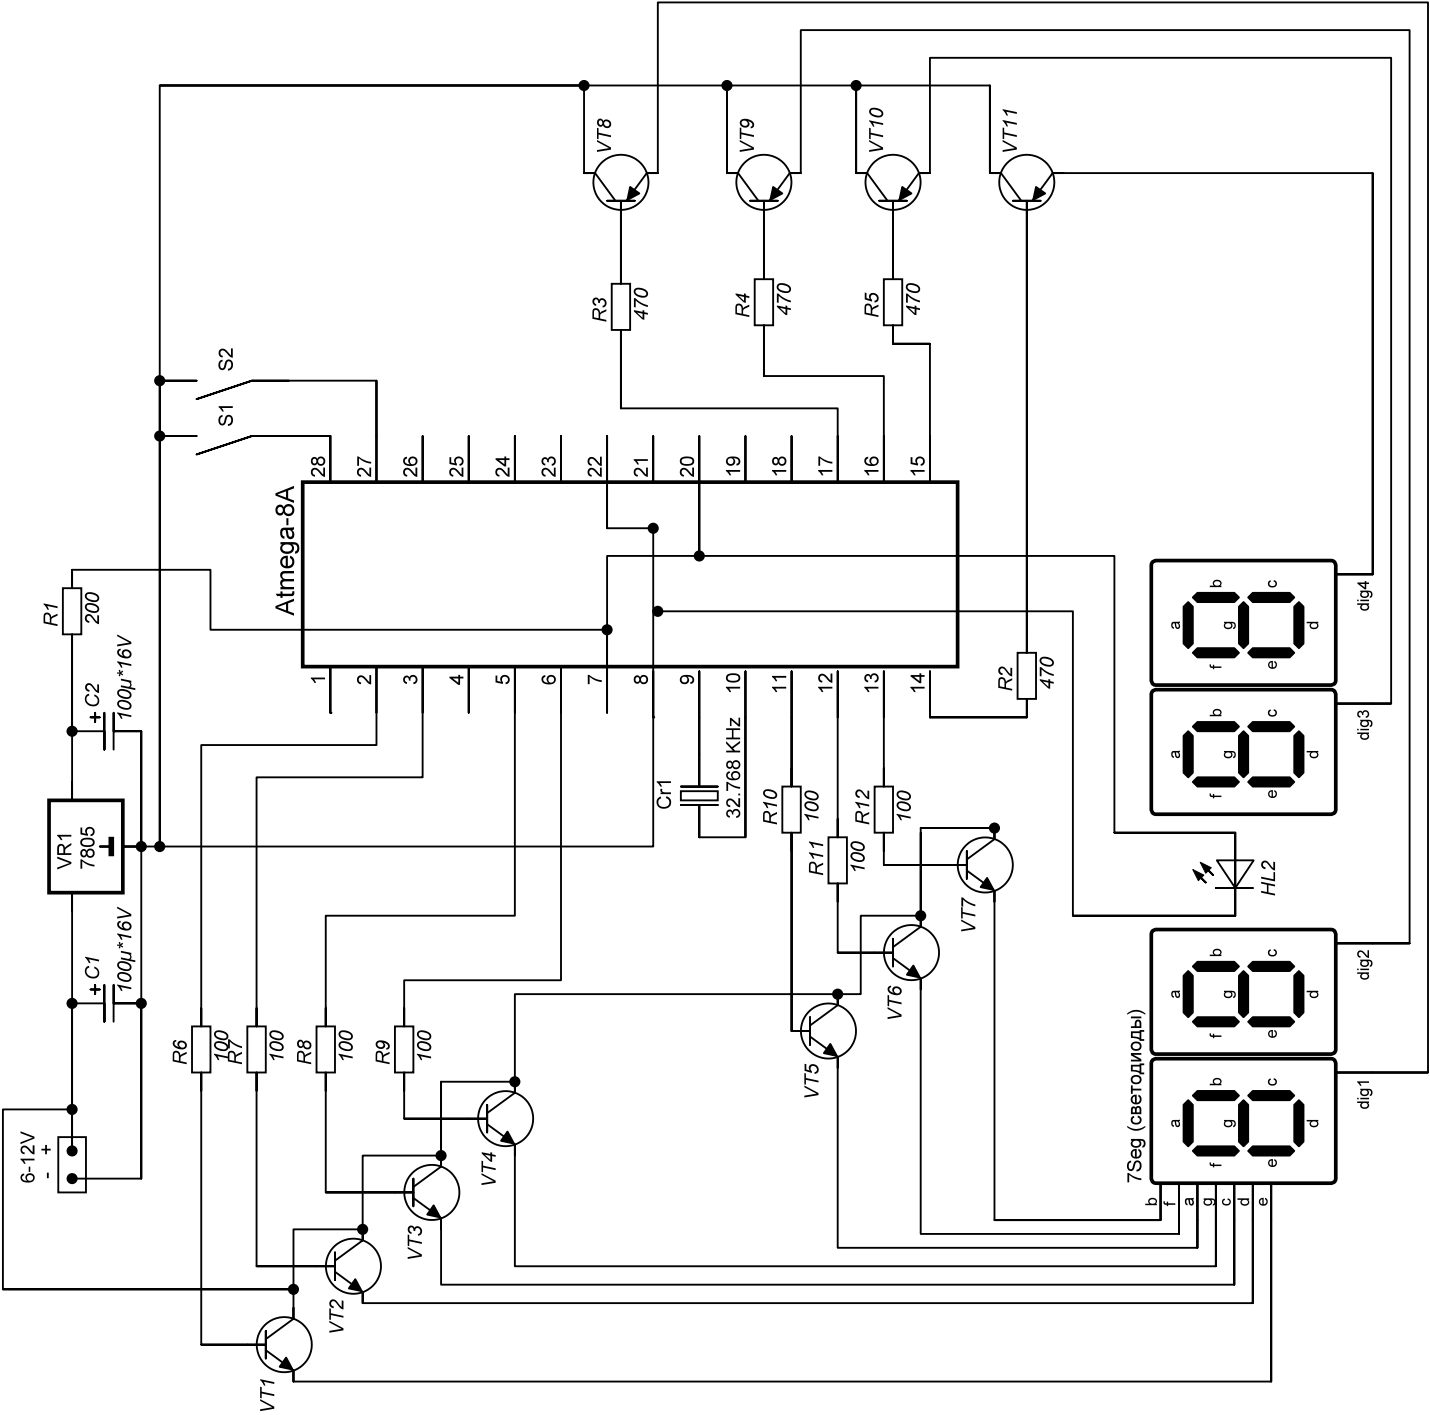 VT8
VT9
VT10
VT11
R3
470
R4
470
R5
470
S2
S1
28
27
26
25
24
23
22
21
20
19
18
17
16
15
Atmega-8A
1
2
3
4
5
6
7
8
9
10
11
12
13
14
R1
200
+ C2
100µ*16V
VR1
7805
+ C1
100µ*16V
6-12V
- +
R2
470
Cr1
32.768 KHz
R10
100
R11
100
R12
100
R6
100
R7
100
R8
100
R9
100
VT7
VT6
VT5
VT4
VT3
VT2
VT1
HL2
a
b
c
d
e
f
g
dig4
a
b
c
d
e
f
g
dig3
a
b
c
d
e
f
g
dig2
7Seg (светодиоды)
a
b
c
d
e
f
g
dig1
b
f
a
g
c
d
e